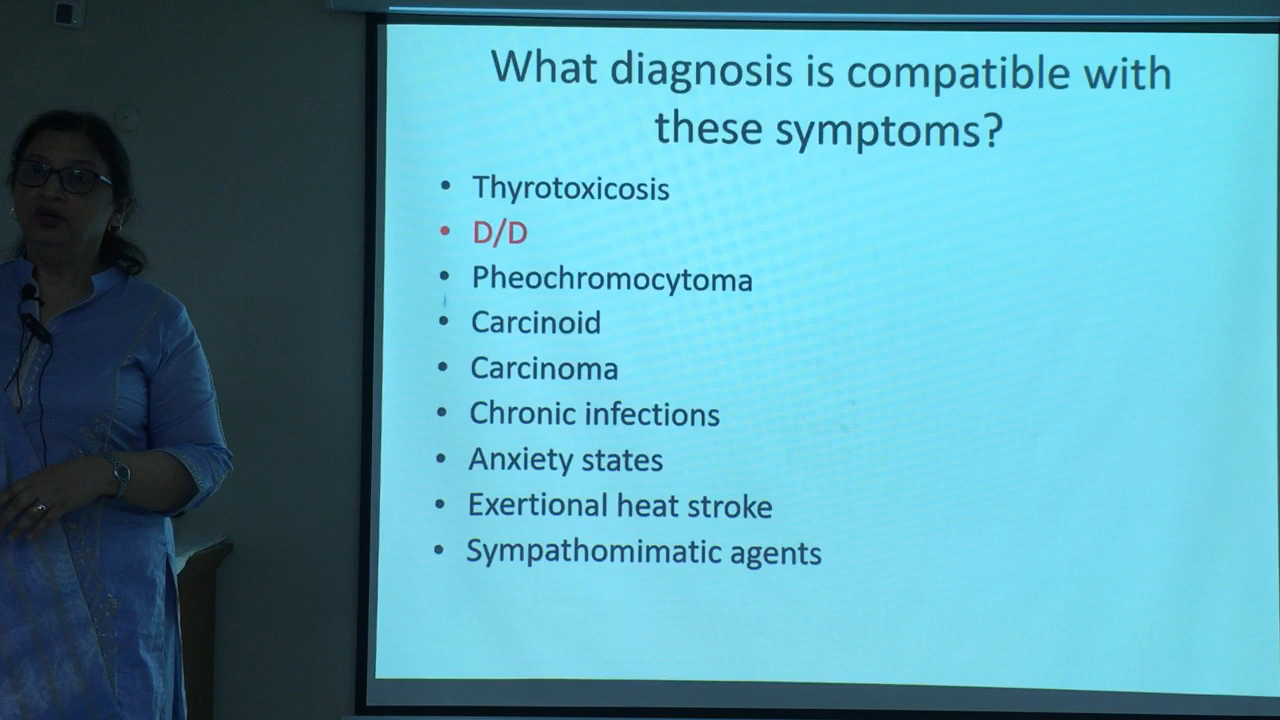 What diagnosis is compatible with
these symptoms?
• Thyrotoxicosis
• D/D
• Pheochromocytoma
• Carcinoid
• Carcinoma
• Chronic infections
• Anxiety states
• Exertional heat stroke
• Sympathomimatic agents